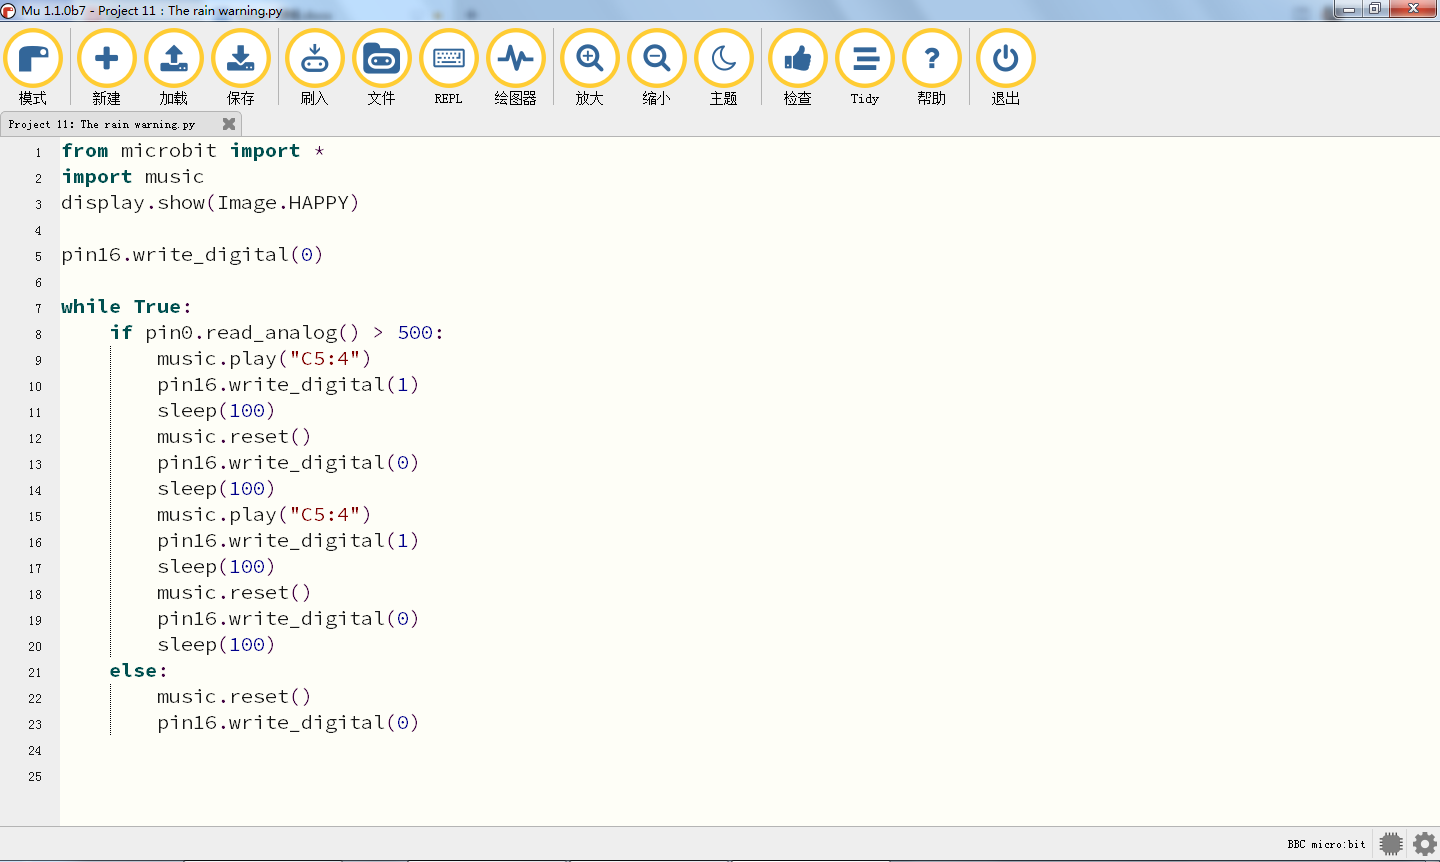 Mu 1.1.0b7 - Project 11 : The rain warning.py
模式 新建 加载 保存 刷入 文件 REPL 绘图器 放大 缩小 主题 检查 Tidy 帮助 退出
Project 11: The rain warning.py
1 from microbit import *
2 import music
3 display.show(Image.HAPPY)
4
5 pin16.write_digital(0)
6
7 while True:
8     if pin0.read_analog() > 500:
9         music.play("C5:4")
10         pin16.write_digital(1)
11         sleep(100)
12         music.reset()
13         pin16.write_digital(0)
14         sleep(100)
15         music.play("C5:4")
16         pin16.write_digital(1)
17         sleep(100)
18         music.reset()
19         pin16.write_digital(0)
20         sleep(100)
21     else:
22         music.reset()
23         pin16.write_digital(0)
24
25
BBC micro:bit